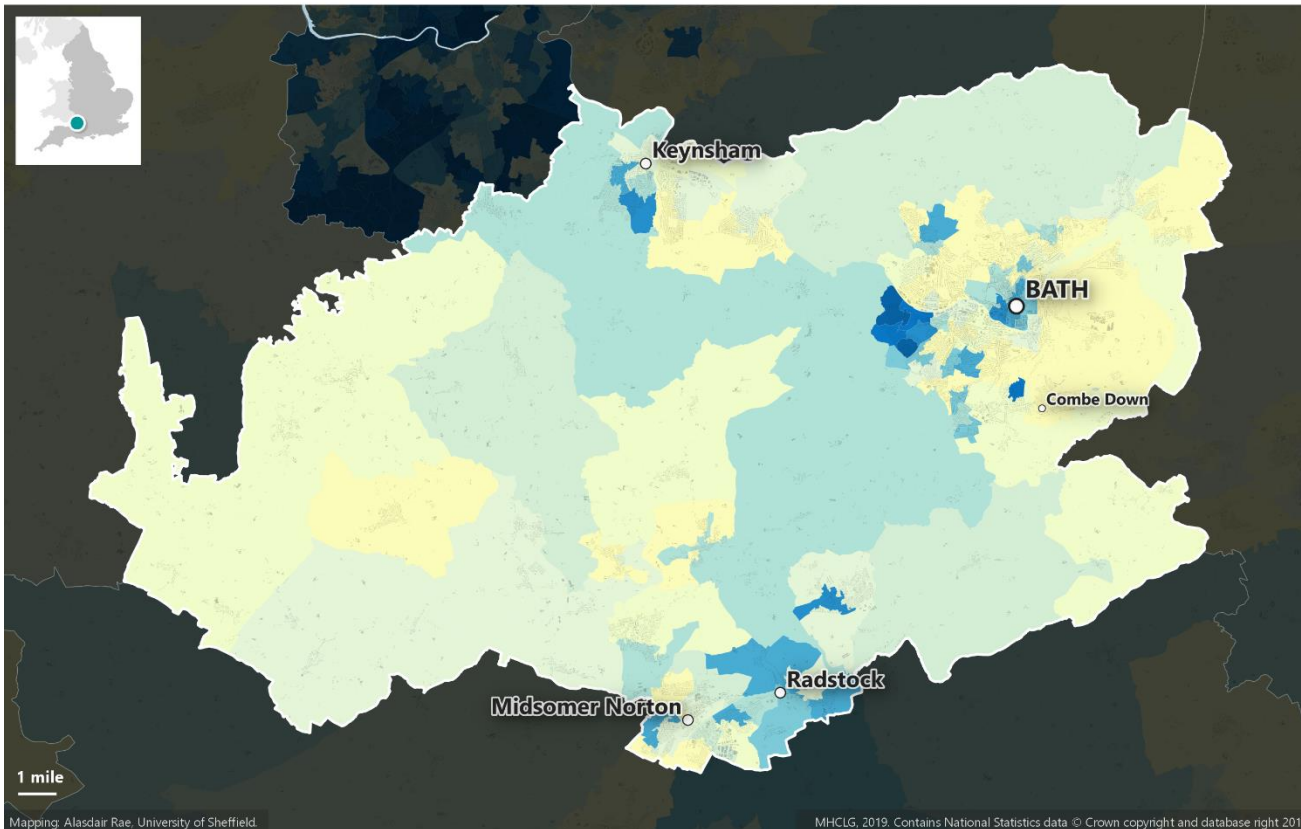 Keynsham
BATH
Combe Down
Radstock
Midsomer Norton
1 mile
Mapping: Alasdair Rae, University of Sheffield.
MHCLG, 2019. Contains National Statistics data © Crown copyright and database right 201